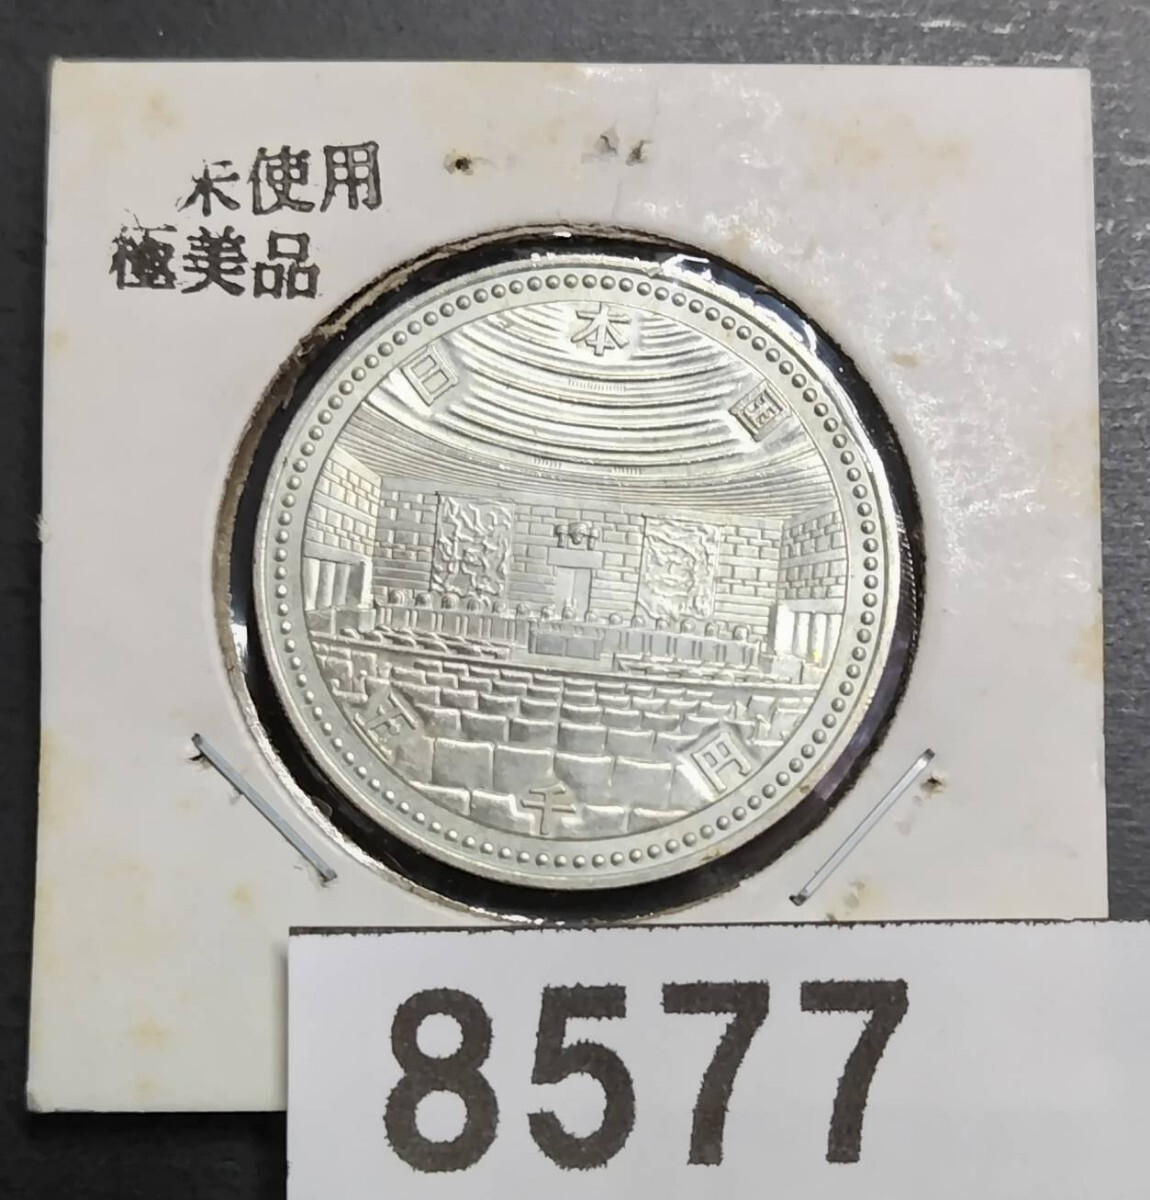 未使用
極美品
日本国
五千円
8577